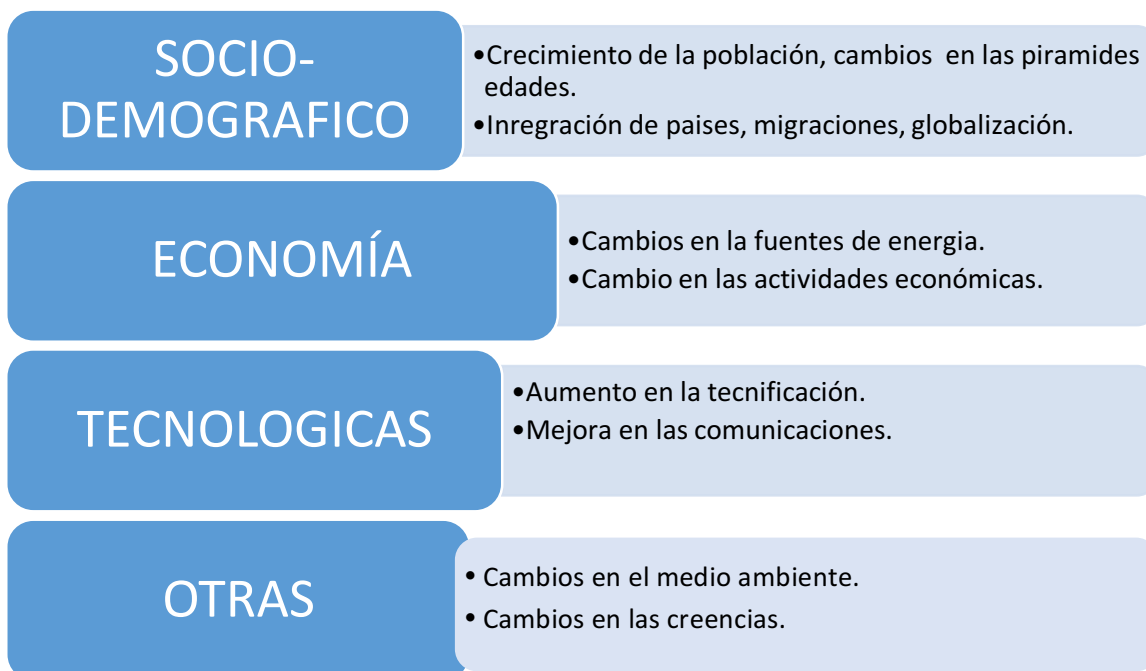 SOCIO-
DEMOGRAFICO
•Crecimiento de la población, cambios en las piramides
edades.
•Inregración de paises, migraciones, globalización.
ECONOMÍA
•Cambios en la fuentes de energia.
•Cambio en las actividades económicas.
TECNOLOGICAS
•Aumento en la tecnificación.
•Mejora en las comunicaciones.
OTRAS
• Cambios en el medio ambiente.
• Cambios en las creencias.